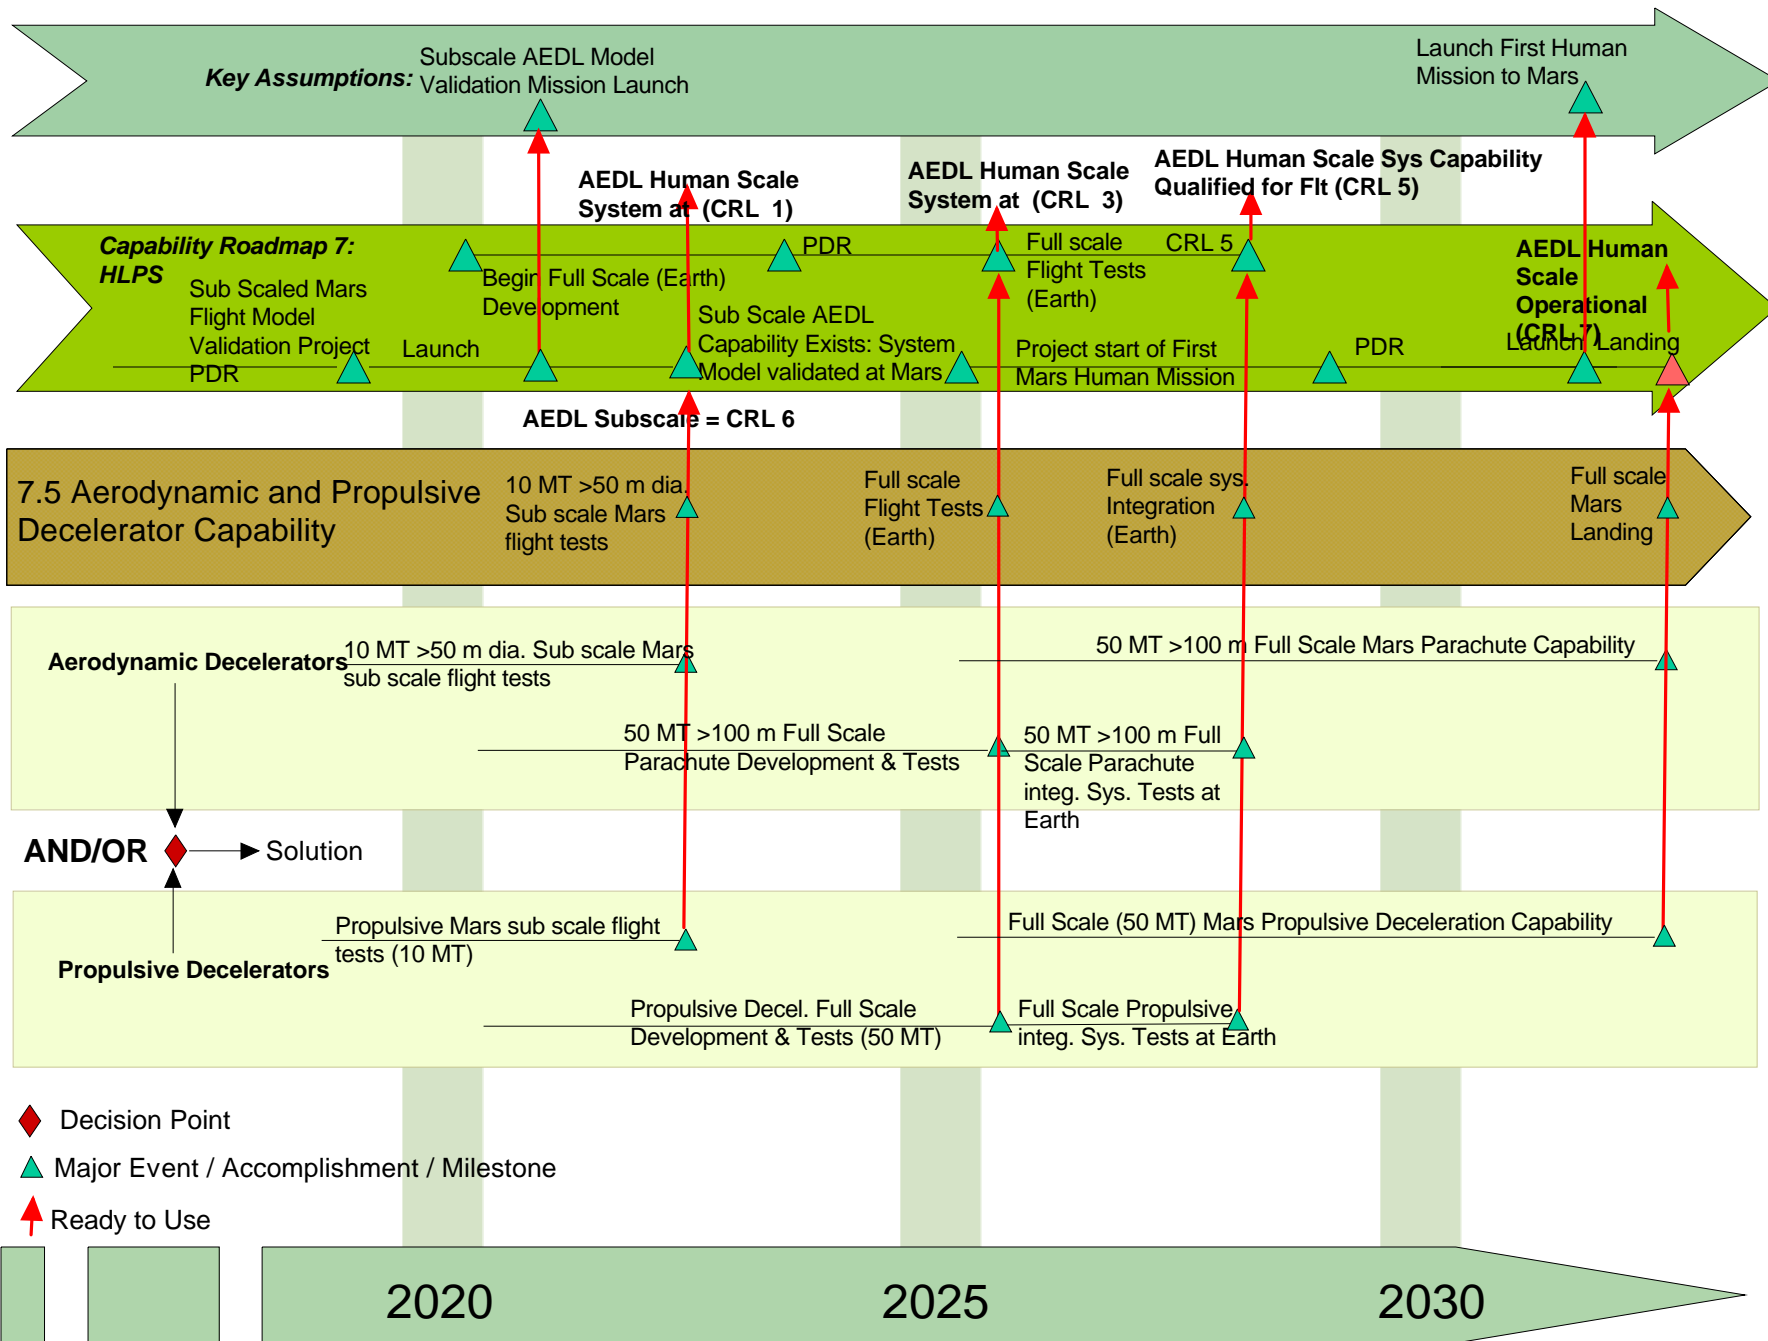 Key Assumptions:
Subscale AEDL Model
Validation Mission Launch
Launch First Human
Mission to Mars
AEDL Human Scale
System at (CRL 1)
AEDL Human Scale
System at (CRL 3)
AEDL Human Scale Sys Capability
Qualified for Flt (CRL 5)
Capability Roadmap 7:
HLPS
Sub Scaled Mars
Flight Model
Validation Project
PDR
Launch
Begin Full Scale (Earth)
Development
PDR
Sub Scale AEDL
Capability Exists: System
Model validated at Mars
Full scale
Flight Tests
(Earth)
CRL 5
Project start of First
Mars Human Mission
PDR
AEDL Human
Scale
Operational
(CRL 7)
Launch
Landing
AEDL Subscale = CRL 6
7.5 Aerodynamic and Propulsive
Decelerator Capability
10 MT >50 m dia.
Sub scale Mars
flight tests
Full scale
Flight Tests
(Earth)
Full scale sys.
Integration
(Earth)
Full scale
Mars
Landing
Aerodynamic Decelerators
10 MT >50 m dia. Sub scale Mars
sub scale flight tests
50 MT >100 m Full Scale Mars Parachute Capability
50 MT >100 m Full Scale
Parachute Development & Tests
50 MT >100 m Full
Scale Parachute
integ. Sys. Tests at
Earth
AND/OR
Solution
Propulsive Decelerators
Propulsive Mars sub scale flight
tests (10 MT)
Full Scale (50 MT) Mars Propulsive Deceleration Capability
Propulsive Decel. Full Scale
Development & Tests (50 MT)
Full Scale Propulsive
integ. Sys. Tests at Earth
Decision Point
Major Event / Accomplishment / Milestone
Ready to Use
2020
2025
2030